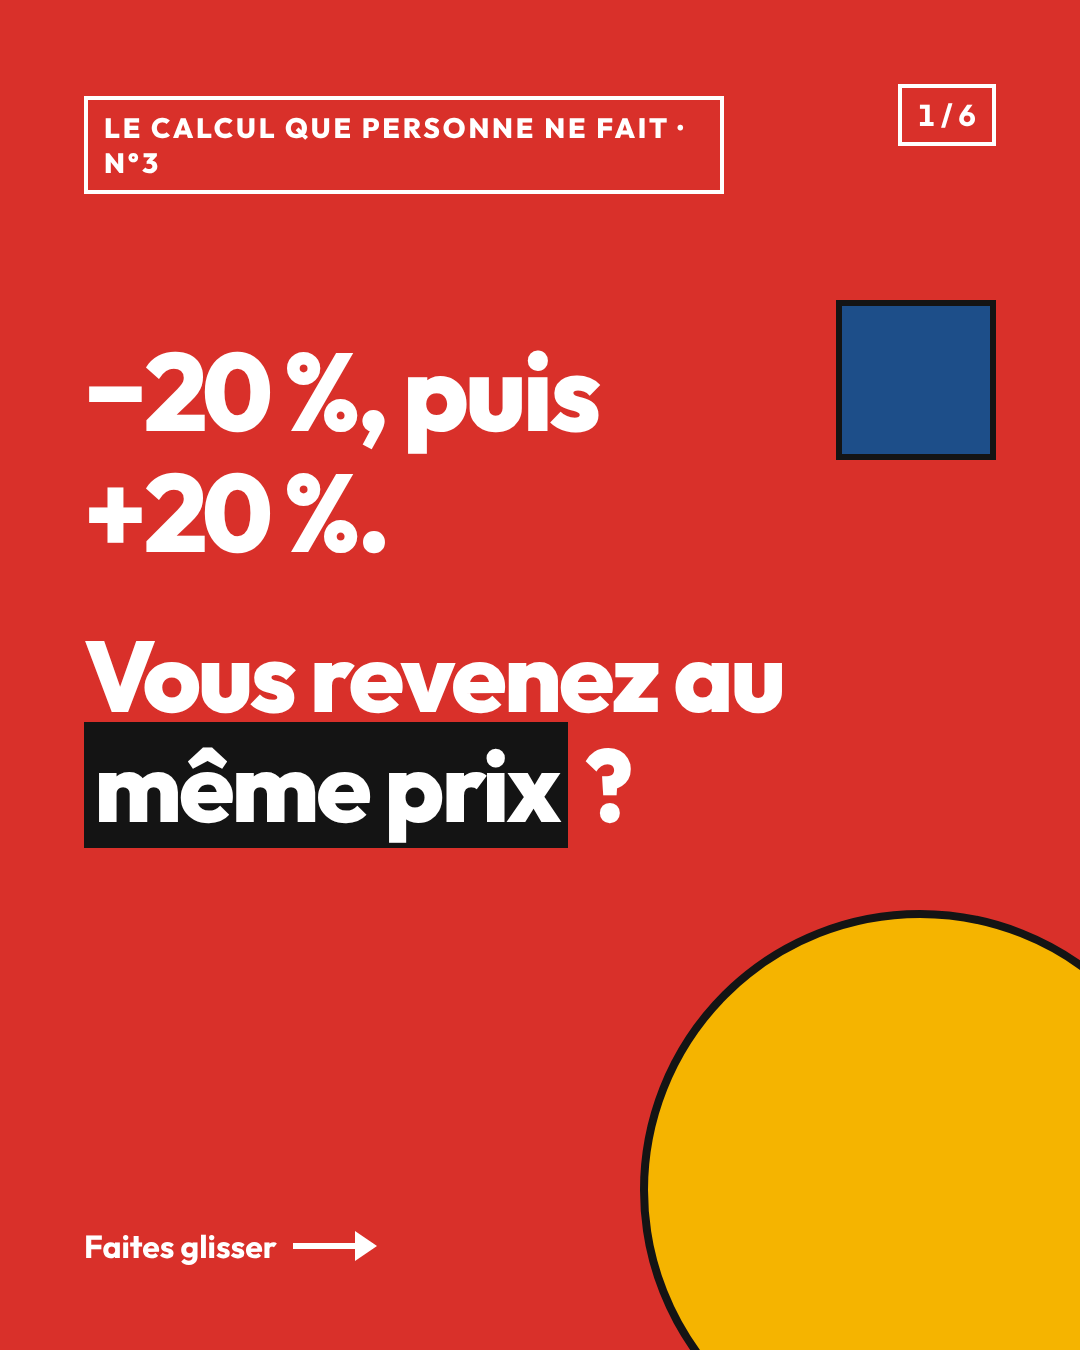 LE CALCUL QUE PERSONNE NE FAIT ·
N°3
1/6
−20 %, puis
+20 %.
Vous revenez au
même prix ?
Faites glisser